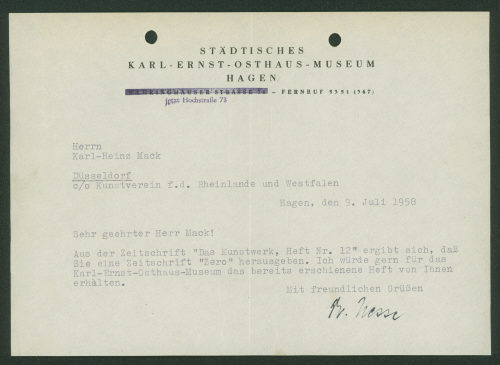 STÄDTISCHES
KARL-ERNST-OSTHAUS-MUSEUM
HAGEN
- FERNRUF 5351 (367)
jetzt Hochstraße 73
Herrn
Karl-Heinz Mack
Düsseldorf
c/o Kunstverein f.d. Rheinlande und Westfalen
Hagen, den 9. Juli 1958
Sehr geehrter Herr Mack!
Aus der Zeitschrift "Das Kunstwerk, Heft Nr. 12" ergibt sich, daß
Sie eine Zeitschrift "Zero" herausgeben. Ich würde gern für das
Karl-Ernst-Osthaus-Museum das bereits erschienene Heft von Ihnen
erhalten.
Mit freundlichen Grüßen